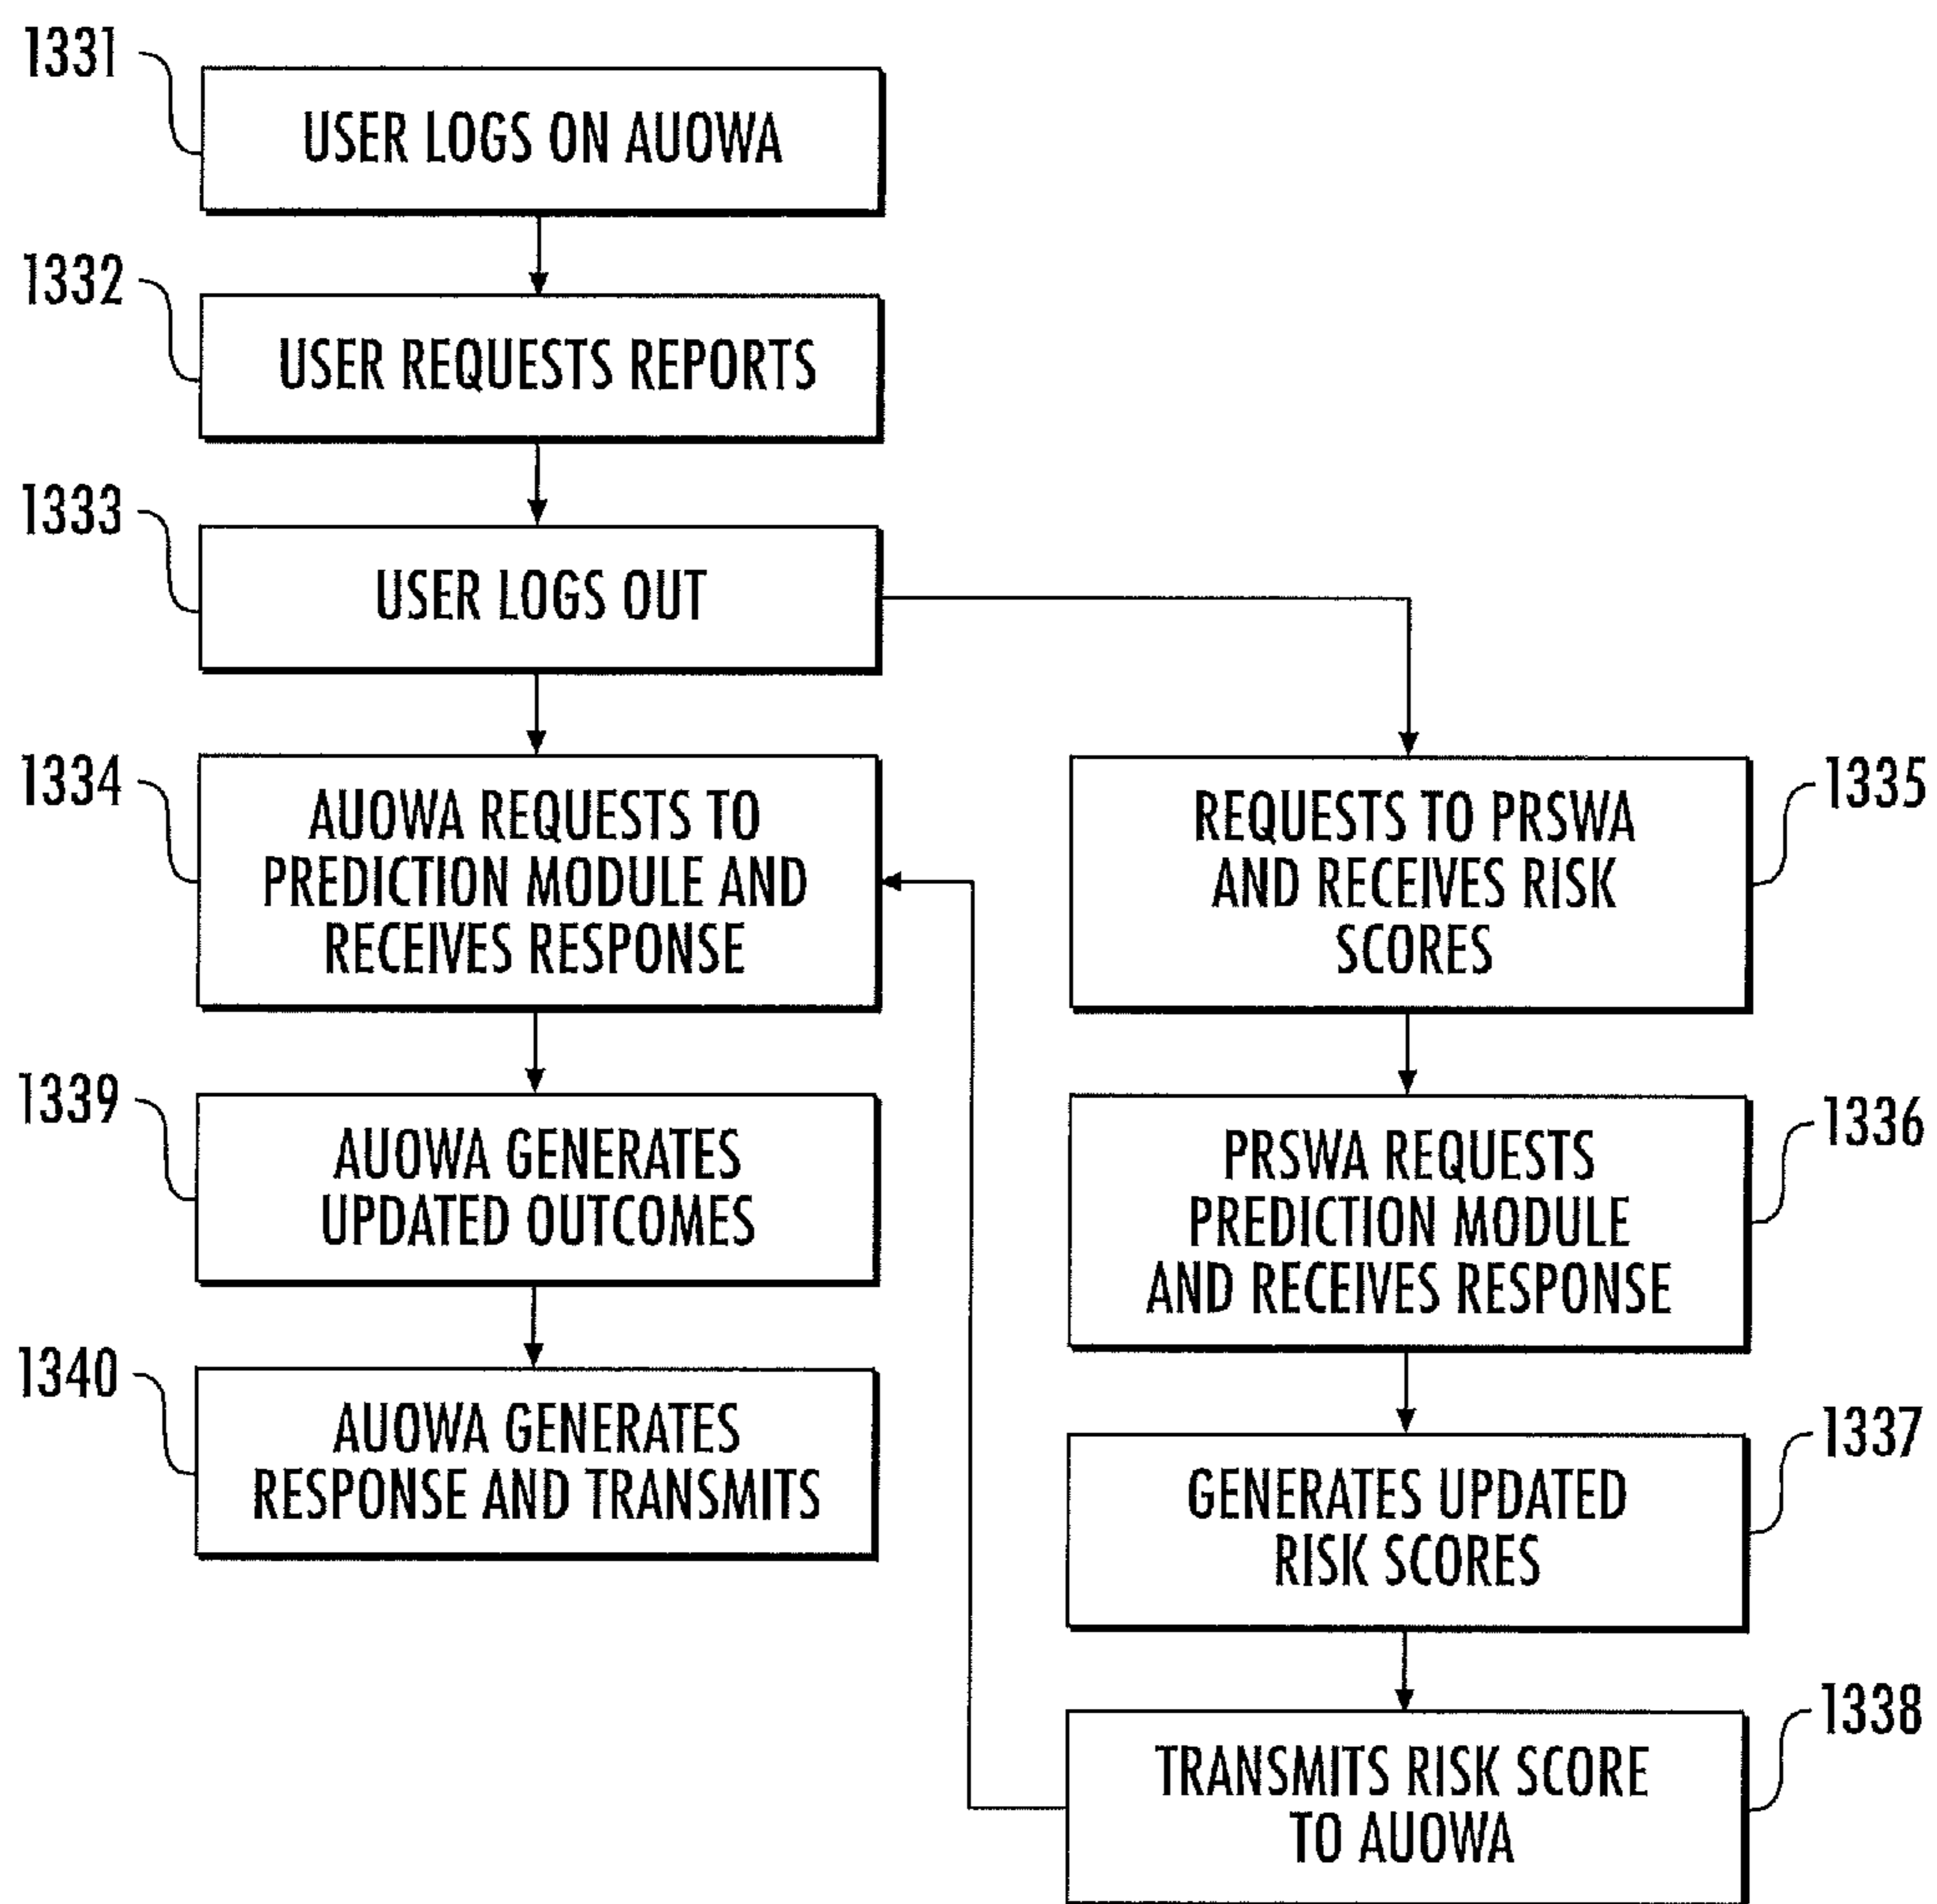 1331
USER LOGS ON AUOWA
1332
USER REQUESTS REPORTS
1333
USER LOGS OUT
1334
AUOWA REQUESTS TO
PREDICTION MODULE AND
RECEIVES RESPONSE
1335
REQUESTS TO PRSWA
AND RECEIVES RISK
SCORES
1339
AUOWA GENERATES
UPDATED OUTCOMES
1336
PRSWA REQUESTS
PREDICTION MODULE
AND RECEIVES RESPONSE
1340
AUOWA GENERATES
RESPONSE AND TRANSMITS
1337
GENERATES UPDATED
RISK SCORES
1338
TRANSMITS RISK SCORE
TO AUOWA